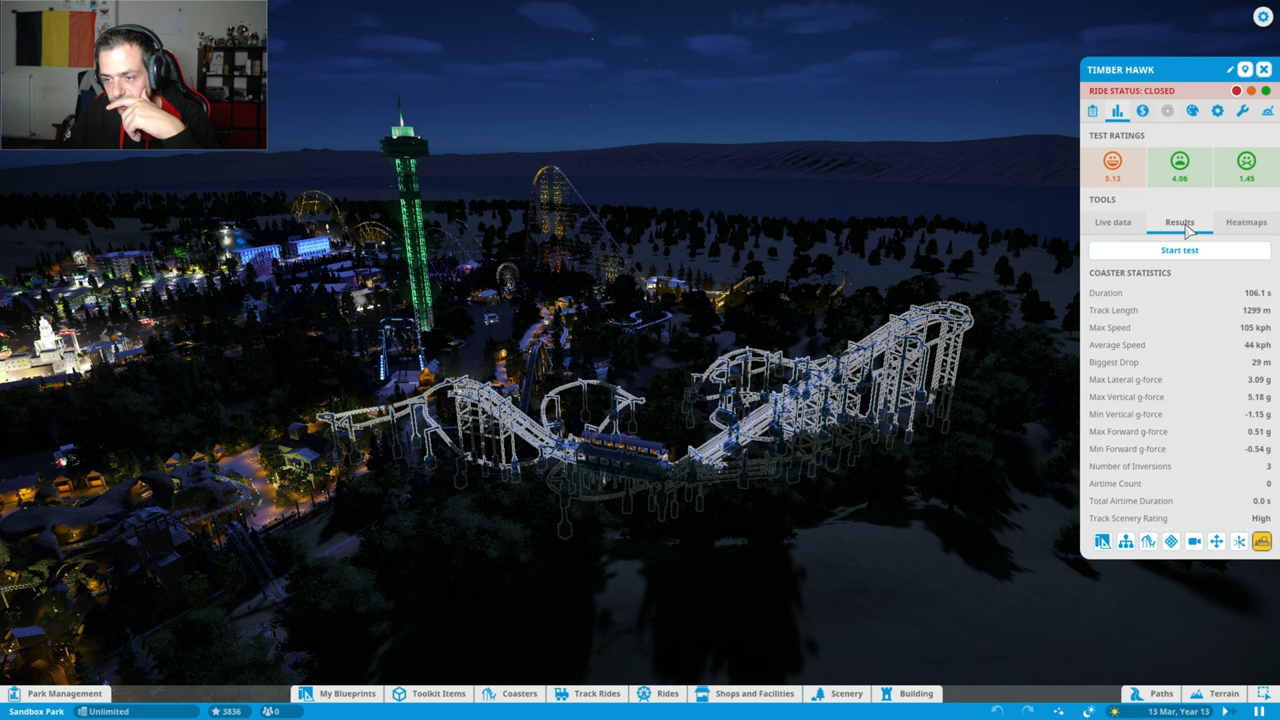 TIMBER HAWK
RIDE STATUS: CLOSED
TEST RATINGS
5.13 4.06 1.45
TOOLS
Live data Results Heatmaps
Start test
COASTER STATISTICS
Duration 106.1 s
Track Length 1299 m
Max Speed 105 kph
Average Speed 44 kph
Biggest Drop 29 m
Max Lateral g-force 3.09 g
Max Vertical g-force 5.18 g
Min Vertical g-force -1.15 g
Max Forward g-force 0.51 g
Min Forward g-force -0.54 g
Number of Inversions 3
Airtime Count 0
Total Airtime Duration 0.0 s
Track Scenery Rating High
Park Management My Blueprints Toolkit Items Coasters Track Rides Rides Shops and Facilities Scenery Building Paths Terrain
Sandbox Park Unlimited 3836 0 13 Mar, Year 13